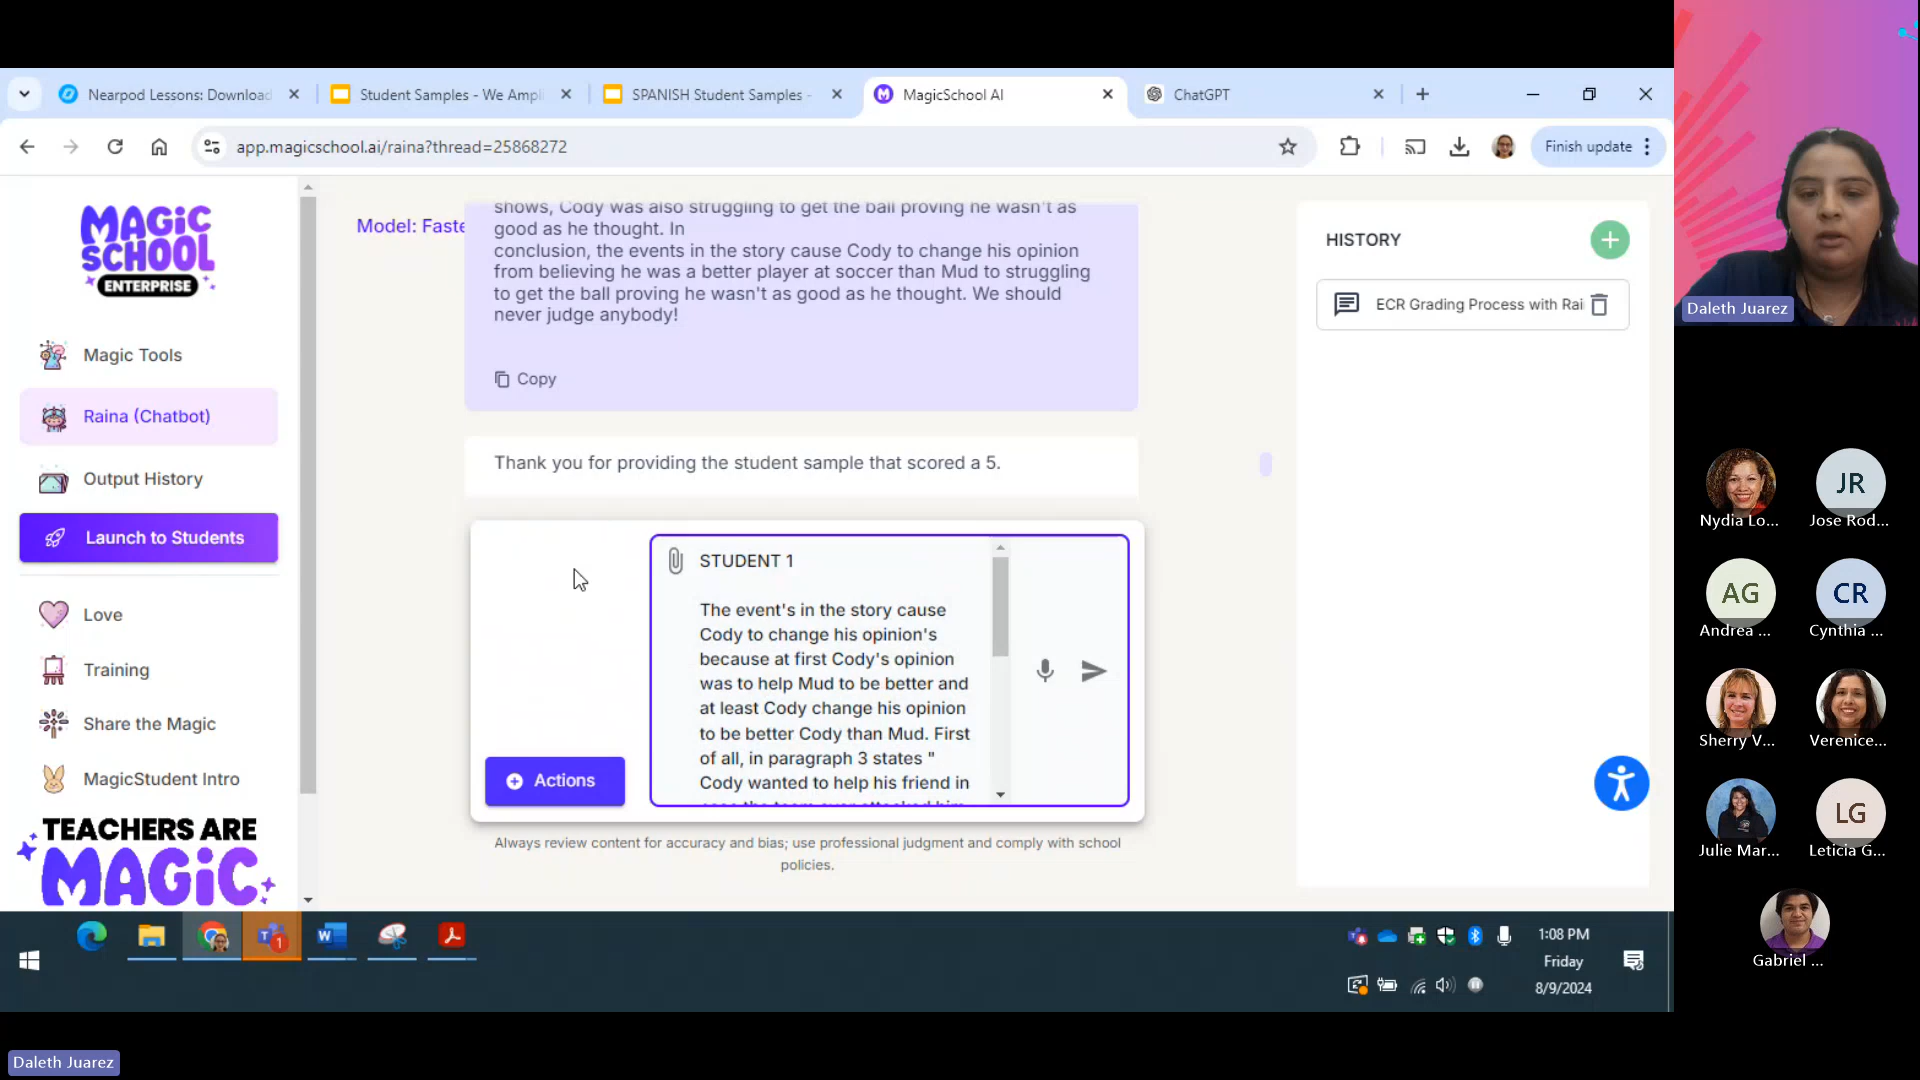 Nearpod Lessons: Download
Student Samples - We Ampl
SPANISH Student Samples -
MagicSchool AI
ChatGPT
app.magicschool.ai/raina?thread=25868272
Finish update
MAGIC
SCHOOL
ENTERPRISE
Magic Tools
Raina (Chatbot)
Output History
Launch to Students
Love
Training
Share the Magic
MagicStudent Intro
TEACHERS ARE
MAGIC
Model: Faste
shows, Cody was also struggling to get the ball proving he wasn't as
good as he thought. In
conclusion, the events in the story cause Cody to change his opinion
from believing he was a better player at soccer than Mud to struggling
to get the ball proving he wasn't as good as he thought. We should
never judge anybody!
Copy
Thank you for providing the student sample that scored a 5.
STUDENT 1
The event's in the story cause
Cody to change his opinion's
because at first Cody's opinion
was to help Mud to be better and
at least Cody change his opinion
to be better Cody than Mud. First
of all, in paragraph 3 states "
Cody wanted to help his friend in
Actions
Always review content for accuracy and bias; use professional judgment and comply with school
policies.
HISTORY
ECR Grading Process with Rai
1:08 PM
Friday
8/9/2024
Daleth Juarez
Nydia Lo...
JR
Jose Rod...
AG
Andrea ...
CR
Cynthia ...
Sherry V...
Verenice...
Julie Mar...
LG
Leticia G...
Gabriel ...
Daleth Juarez